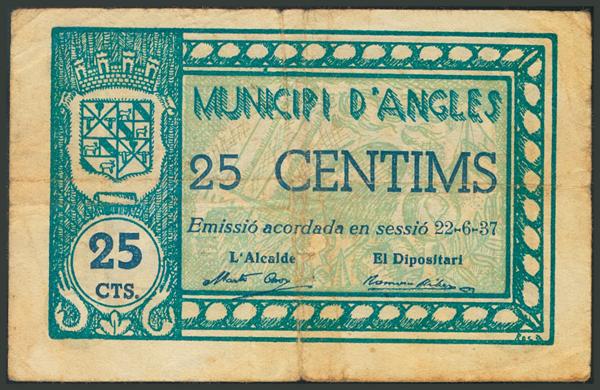 MUNICIPI D'ANGLES
25 CENTIMS
Emissió acordada en sessió 22-6-37
L'Alcalde El Dipositari
25
CTS.